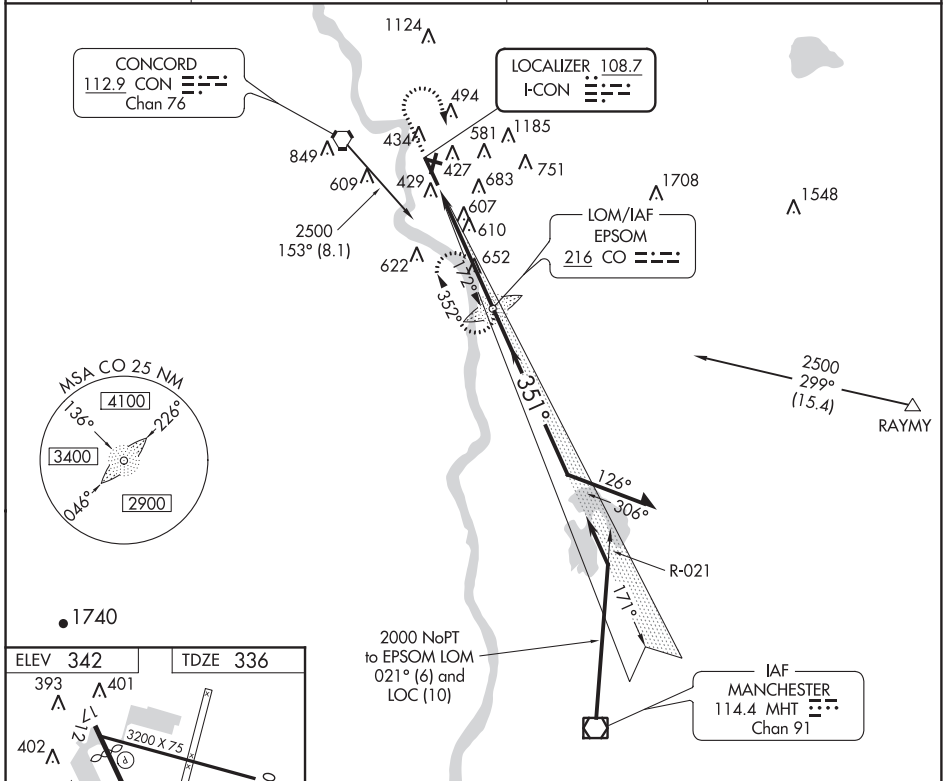 1124
CONCORD
112.9 CON
Chan 76
LOCALIZER 108.7
I-CON
494
434
581
1185
849
427
751
609
429
683
1708
1548
607
610
2500
153° (8.1)
LOM/IAF
EPSOM
216 CO
622
652
172°
352°
2500
299°
(15.4)
RAYMY
351°
MSA CO 25 NM
4100
136°
226°
3400
046°
2900
126°
306°
R-021
171°
1740
2000 NoPT
to EPSOM LOM
021° (6) and
LOC (10)
IAF
MANCHESTER
114.4 MHT
Chan 91
ELEV 342
TDZE 336
393
401
17
12
3200 X 75
402
P